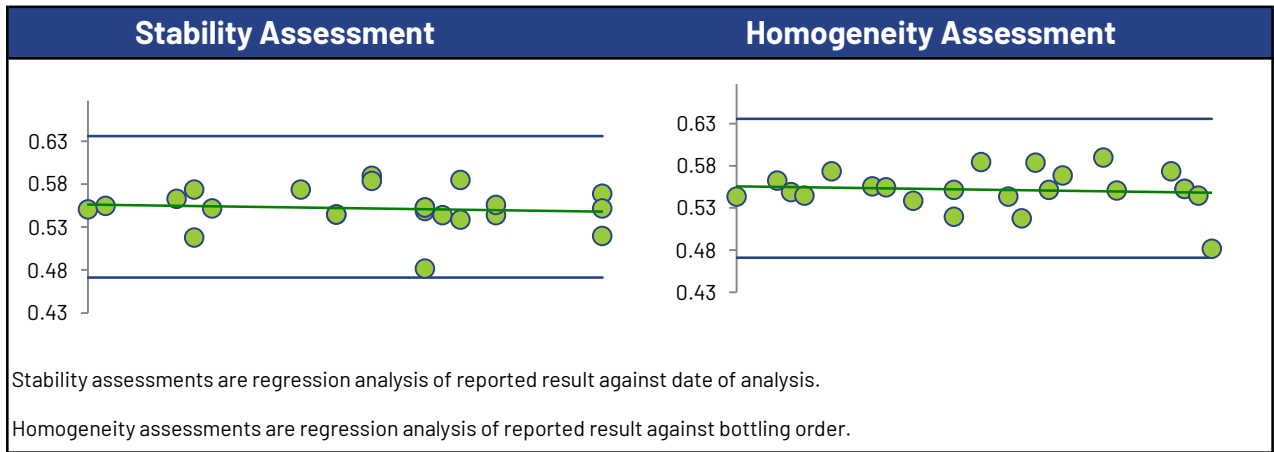 Stability Assessment
Homogeneity Assessment
0.63
0.58
0.53
0.48
0.43
0.63
0.58
0.53
0.48
0.43
Stability assessments are regression analysis of reported result against date of analysis.
Homogeneity assessments are regression analysis of reported result against bottling order.